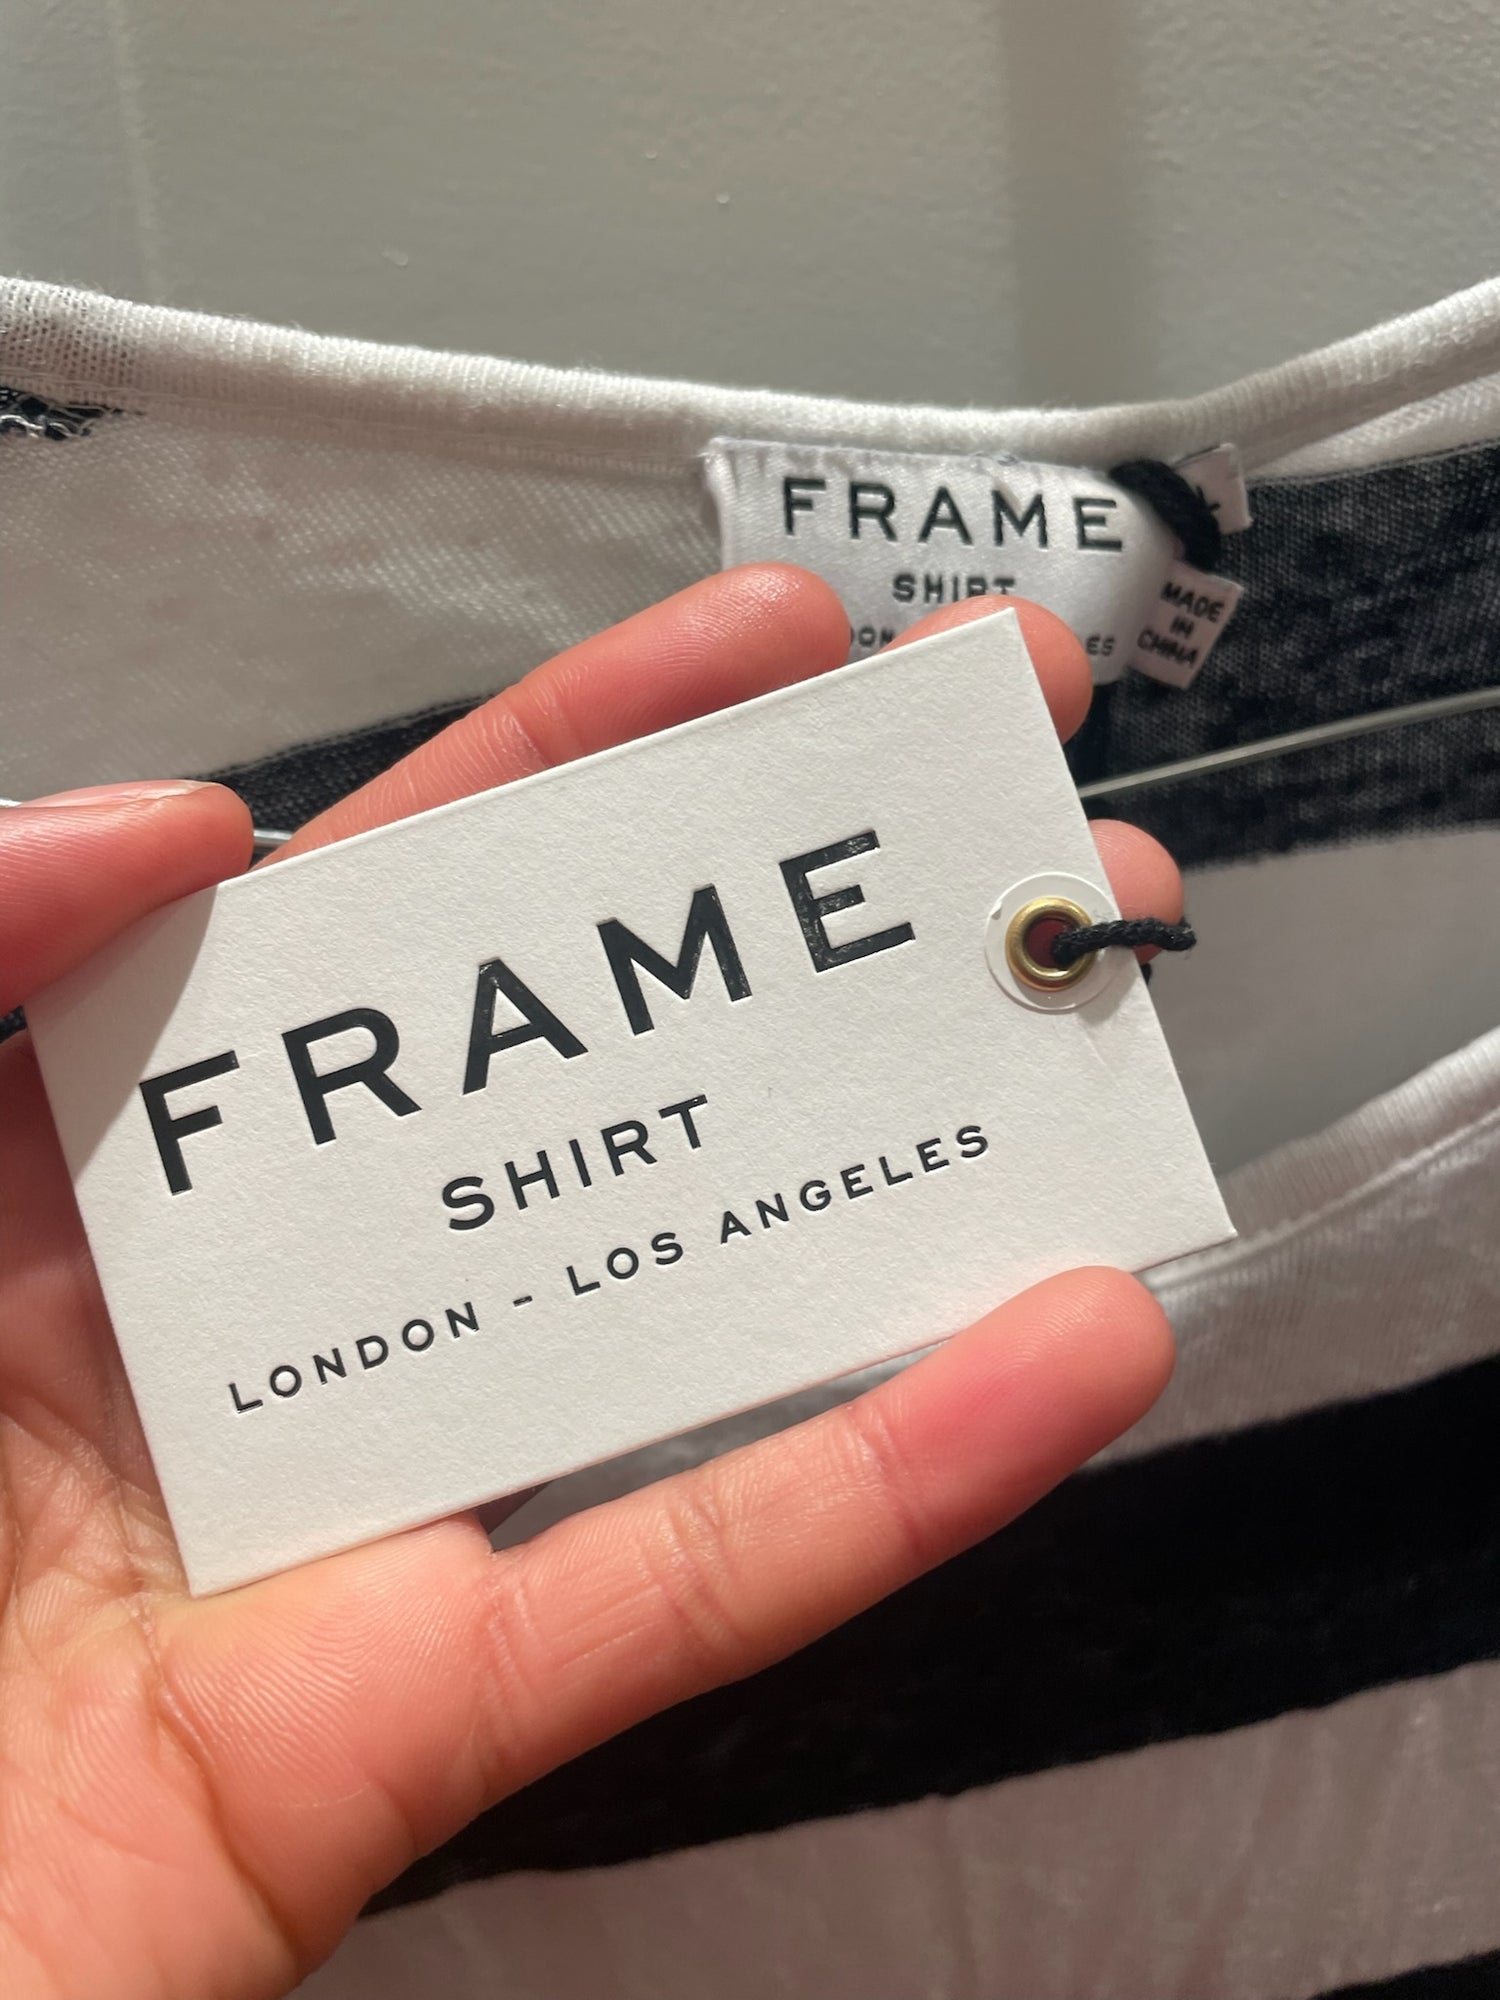 FRAME
SHIRT
MADE
IN
CHINA
FRAME
SHIRT
LONDON - LOS ANGELES